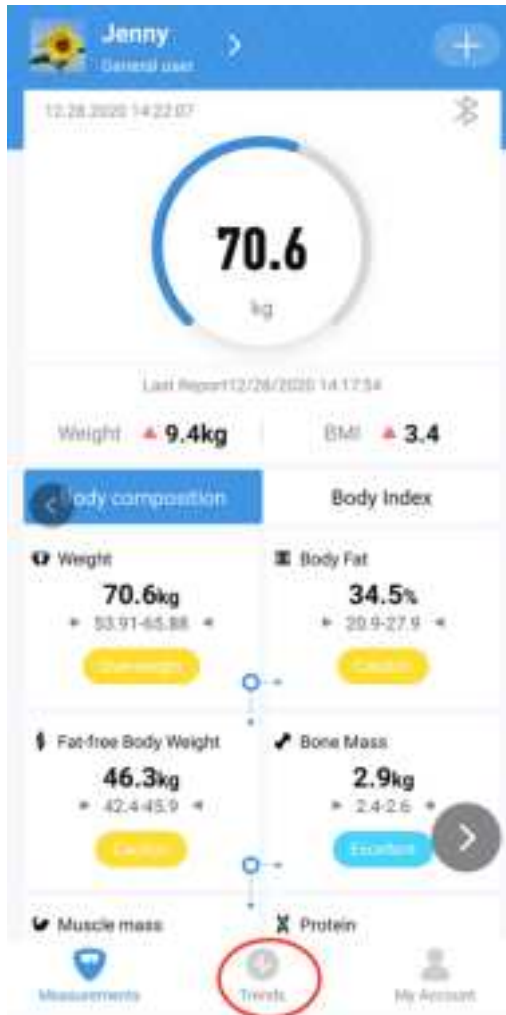 Jenny
General user
12.28.2020 14:22:07
70.6
kg
Last Report12/28/2020 14:17:54
Weight 9.4kg BMI 3.4
Body composition Body Index
Weight Body Fat
70.6kg 34.5%
53.91-65.88 20.9-27.9
Overweight Caution
Fat-free Body Weight Bone Mass
46.3kg 2.9kg
42.4-45.9 2.4-2.6
Caution Excellent
Muscle mass Protein
Measurements Trends My Account